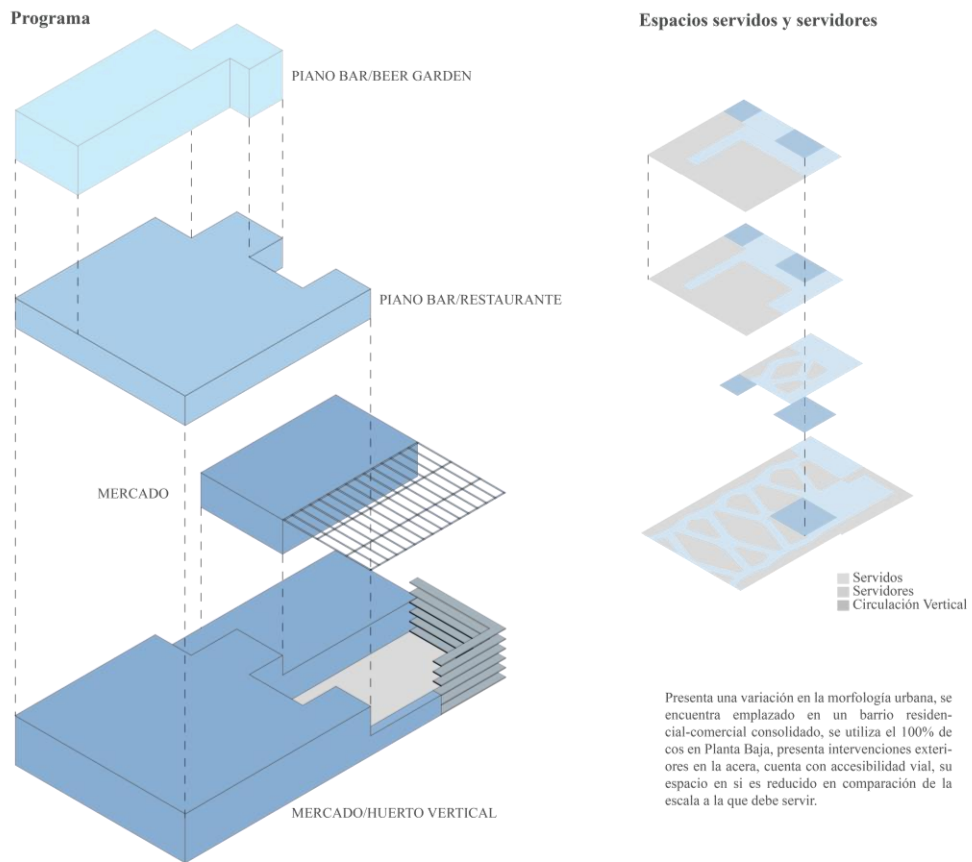 Programa
PIANO BAR/BEER GARDEN
PIANO BAR/RESTAURANTE
MERCADO
MERCADO/HUERTO VERTICAL
Espacios servidos y servidores
Servidos
Servidores
Circulación Vertical
Presenta una variación en la morfología urbana, se
encuentra emplazado en un barrio residen-
cial-comercial consolidado, se utiliza el 100% de
cos en Planta Baja, presenta intervenciones exteri-
ores en la acera, cuenta con accesibilidad vial, su
espacio en si es reducido en comparación de la
escala a la que debe servir.